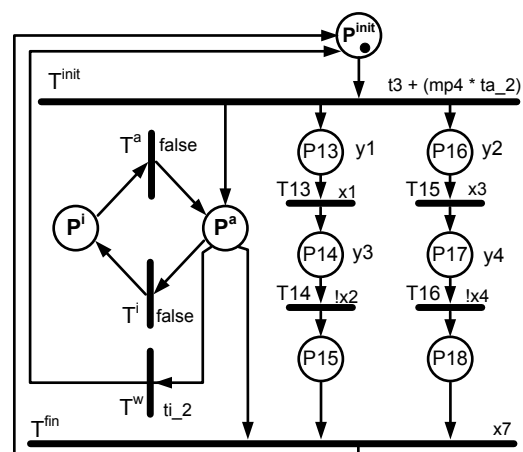 P^init
T^init t3 + (mp4 * ta_2)
T^a false
P13 y1
P16 y2
T13 x1
T15 x3
P^i
P^a
P14 y3
P17 y4
T14 !x2
T16 !x4
T^i false
P15
P18
T^w ti_2
T^fin x7